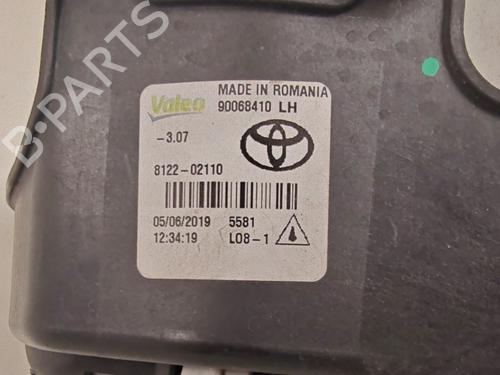 MADE IN ROMANIA
Valeo 90068410 LH
-3.07
8122-02110
05/06/2019 5581
12:34:19 L08-1
B-PARTS